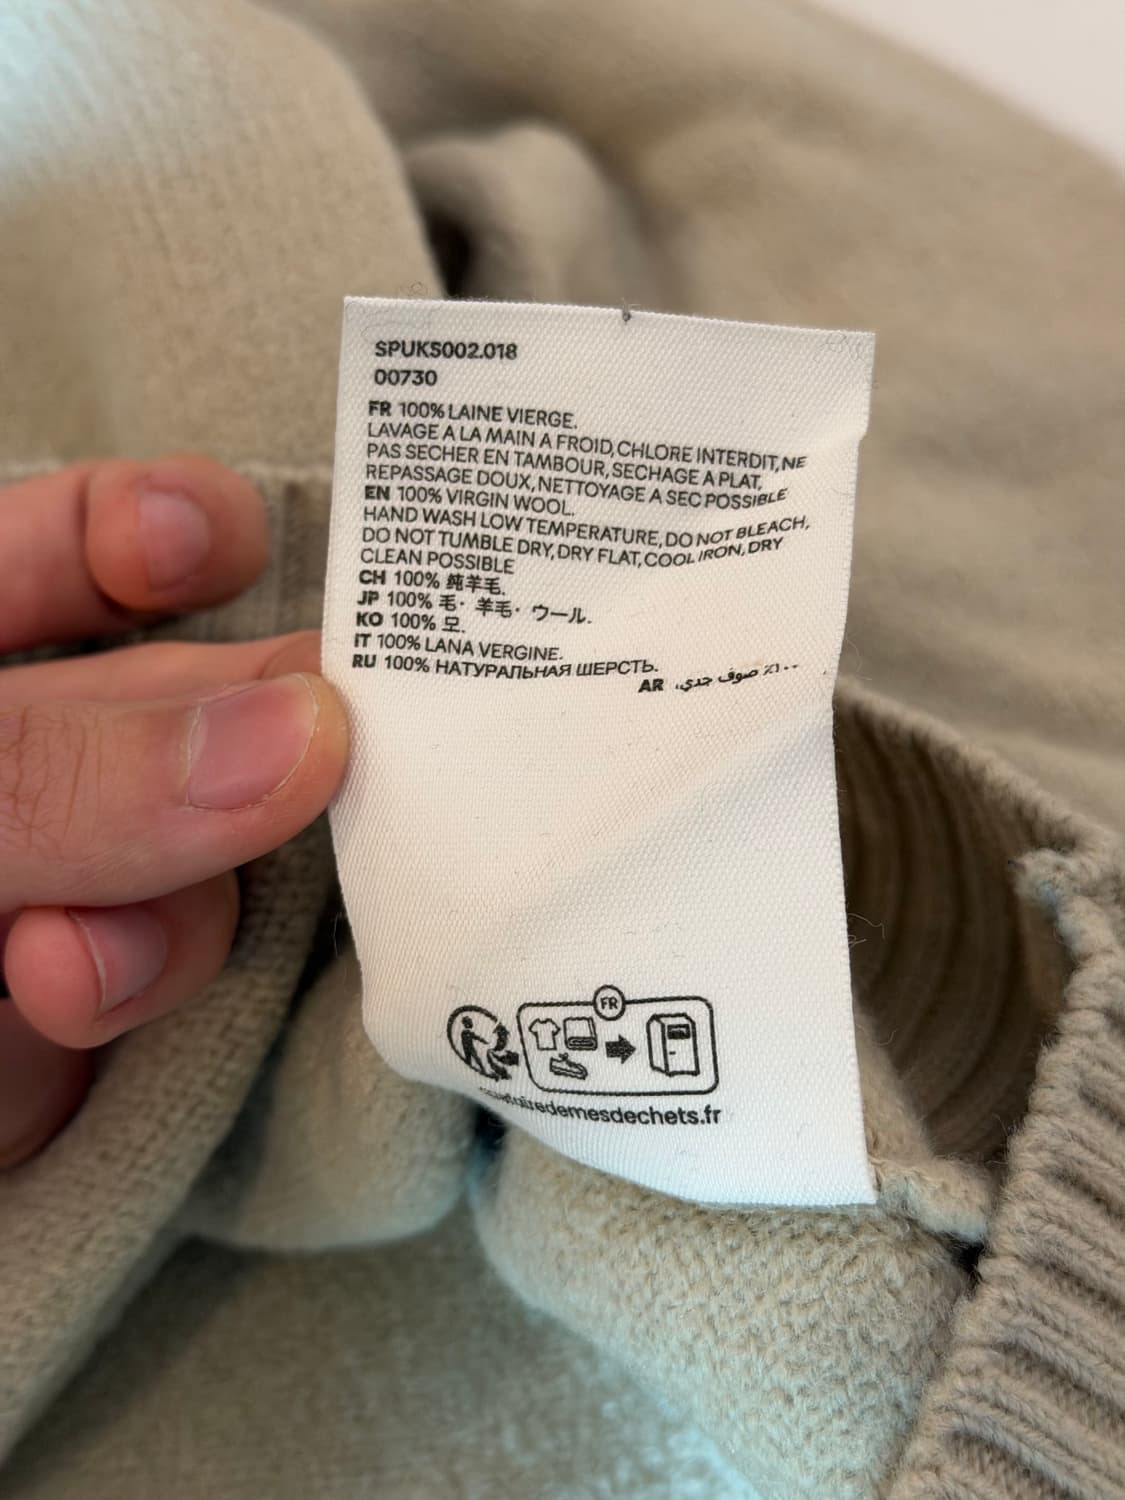 SPUKS002.018
00730
FR 100% LAINE VIERGE.
LAVAGE A LA MAIN A FROID, CHLORE INTERDIT, NE
PAS SECHER EN TAMBOUR, SECHAGE A PLAT,
REPASSAGE DOUX, NETTOYAGE A SEC POSSIBLE
EN 100% VIRGIN WOOL.
HAND WASH LOW TEMPERATURE, DO NOT BLEACH,
DO NOT TUMBLE DRY, DRY FLAT, COOL IRON, DRY
CLEAN POSSIBLE
CH 100% 纯羊毛.
JP 100% 毛・羊毛・ウール.
KO 100% 모.
IT 100% LANA VERGINE.
RU 100% НАТУРАЛЬНАЯ ШЕРСТЬ.
AR ١٠٠٪ صوف جدي.
FR